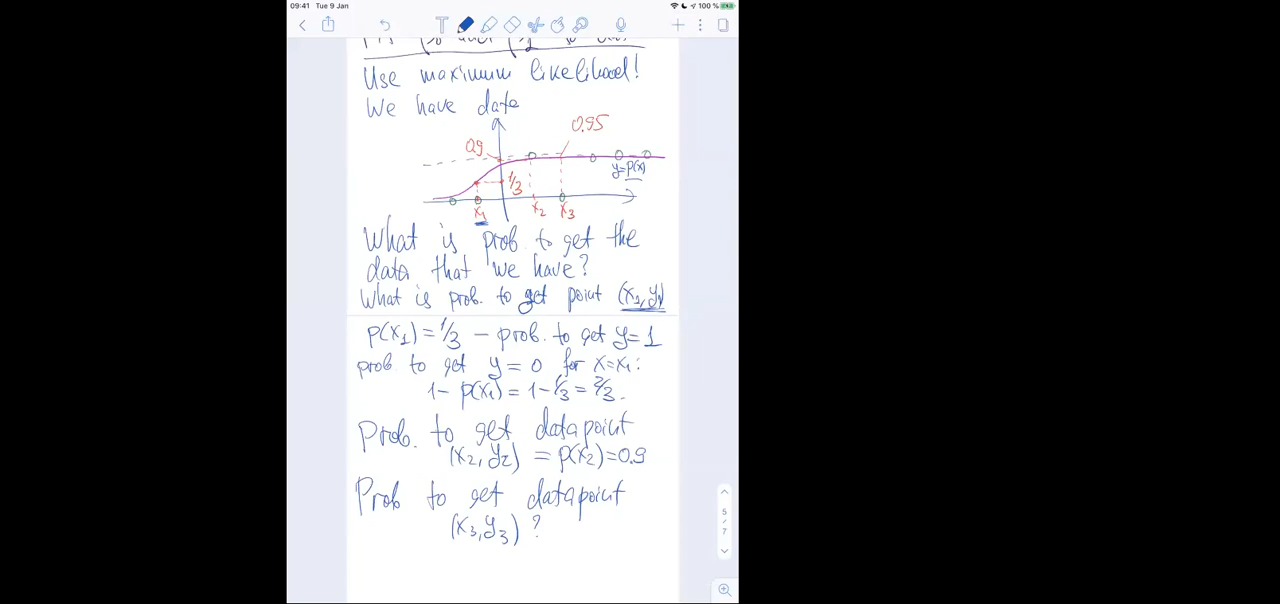 09:41 Tue 9 Jan
100 %
Use maximum likelihood!
We have data
0.95
0.9
y=p(x)
1/3
x1 x2 x3
What is prob. to get the
data that we have?
What is prob. to get point (x1,y1)
p(x1) = 1/3 – prob. to get y=1
prob. to get y = 0 for x=x1:
1- p(x1) = 1- 1/3 = 2/3.
Prob. to get datapoint
(x2,y2) = p(x2)=0.9
Prob to get datapoint
(x3,y3) ?
5
/
7